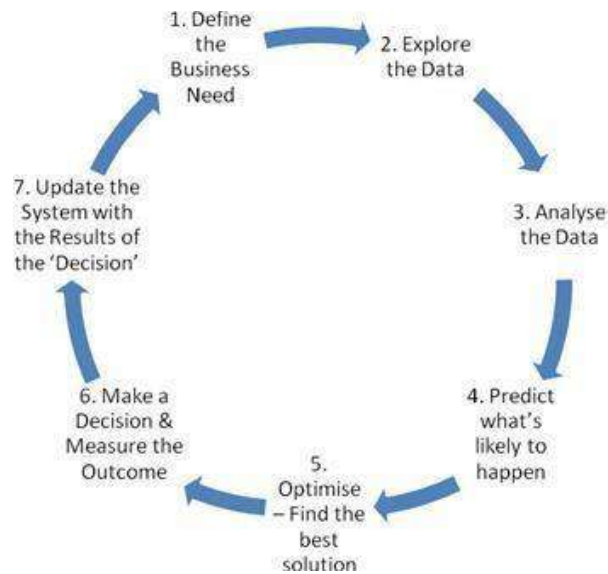 1. Define
the
Business
Need
2. Explore
the Data
3. Analyse
the Data
4. Predict
what's
likely to
happen
5.
Optimise
– Find the
best
solution
6. Make a
Decision &
Measure the
Outcome
7. Update the
System with
the Results of
the ‘Decision’